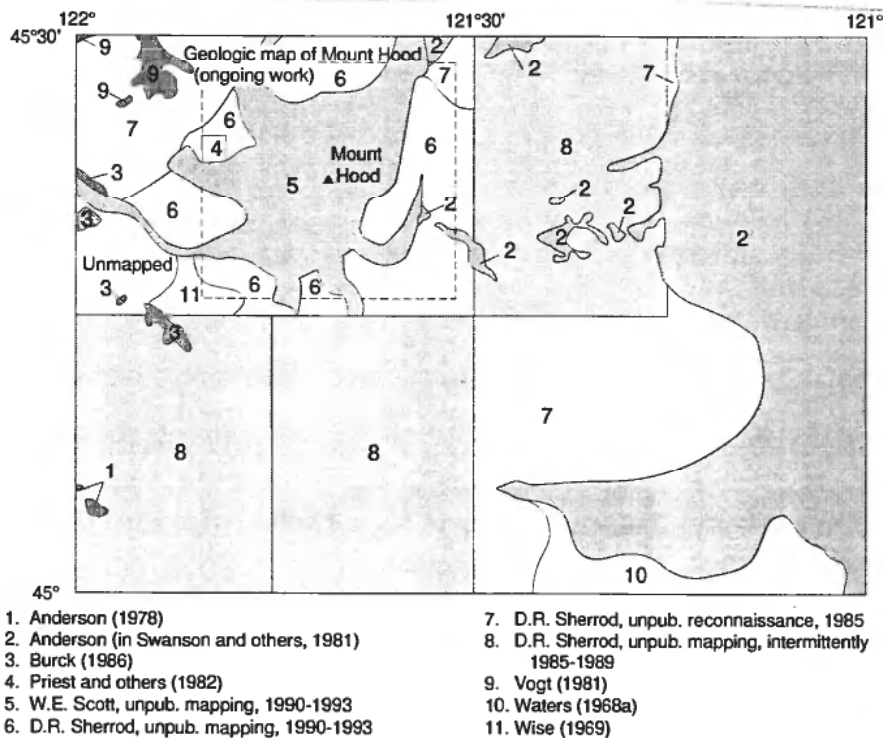 122°
121°30'
121°
45°30'
9
Geologic map of Mount Hood
(ongoing work)
2
6
7
2
7
9
9
6
7
4
6
8
3
Mount
Hood
5
2
2
3
6
2
2
2
2
Unmapped
3
11
6
6
3
7
8
8
1
10
45°
1. Anderson (1978)
2. Anderson (in Swanson and others, 1981)
3. Burck (1986)
4. Priest and others (1982)
5. W.E. Scott, unpub. mapping, 1990-1993
6. D.R. Sherrod, unpub. mapping, 1990-1993
7. D.R. Sherrod, unpub. reconnaissance, 1985
8. D.R. Sherrod, unpub. mapping, intermittently
1985-1989
9. Vogt (1981)
10. Waters (1968a)
11. Wise (1969)